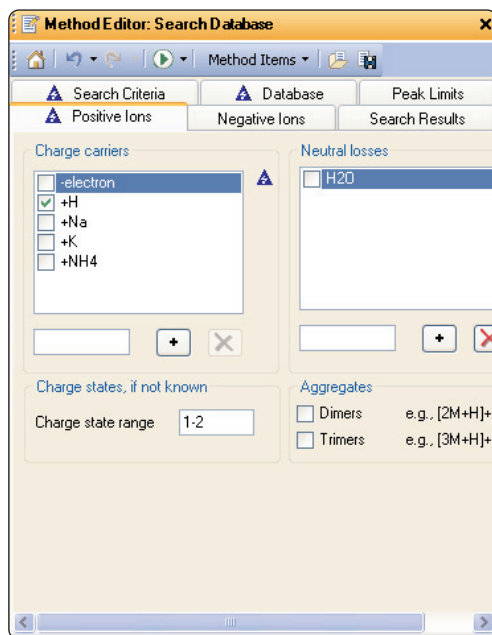 Method Editor: Search Database
Method Items
Search Criteria Database Peak Limits
Positive Ions Negative Ions Search Results
Charge carriers
-electron
+H
+Na
+K
+NH4
Neutral losses
H2O
Charge states, if not known
Charge state range 1-2
Aggregates
Dimers e.g., [2M+H]+
Trimers e.g., [3M+H]+